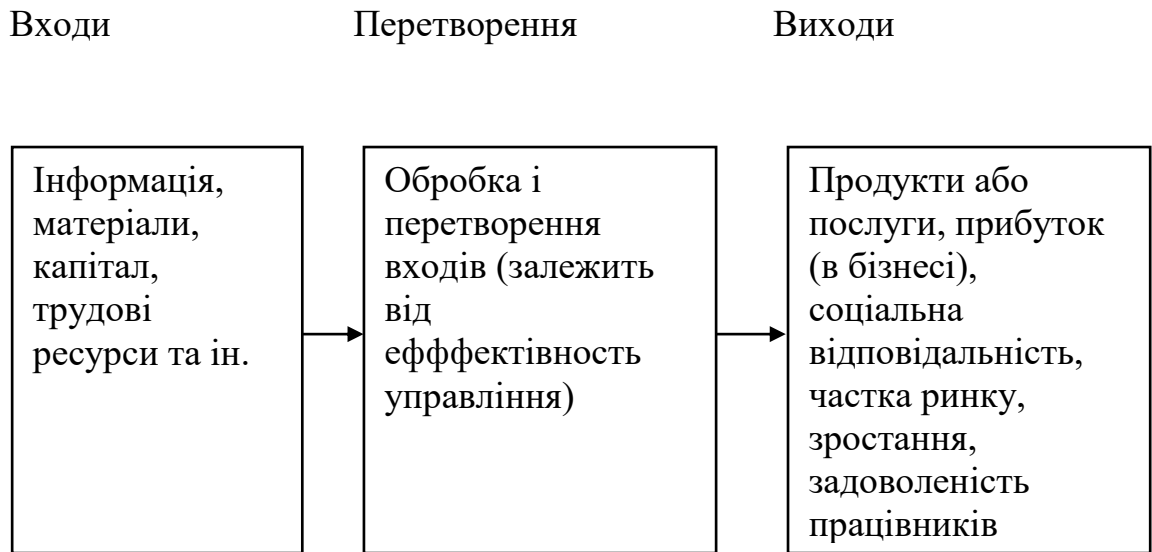 Входи Перетворення Виходи
Інформація,
матеріали,
капітал,
трудові
ресурси та ін.
Обробка і
перетворення
входів (залежить
від
ефффектівность
управління)
Продукти або
послуги, прибуток
(в бізнесі),
соціальна
відповідальність,
частка ринку,
зростання,
задоволеність
працівників